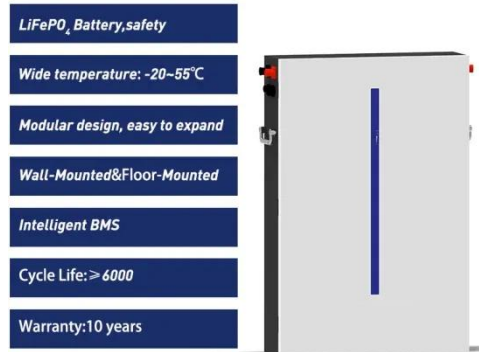 LiFePO₄ Battery,safety
Wide temperature: -20~55℃
Modular design, easy to expand
Wall-Mounted&Floor-Mounted
Intelligent BMS
Cycle Life:≥6000
Warranty:10 years